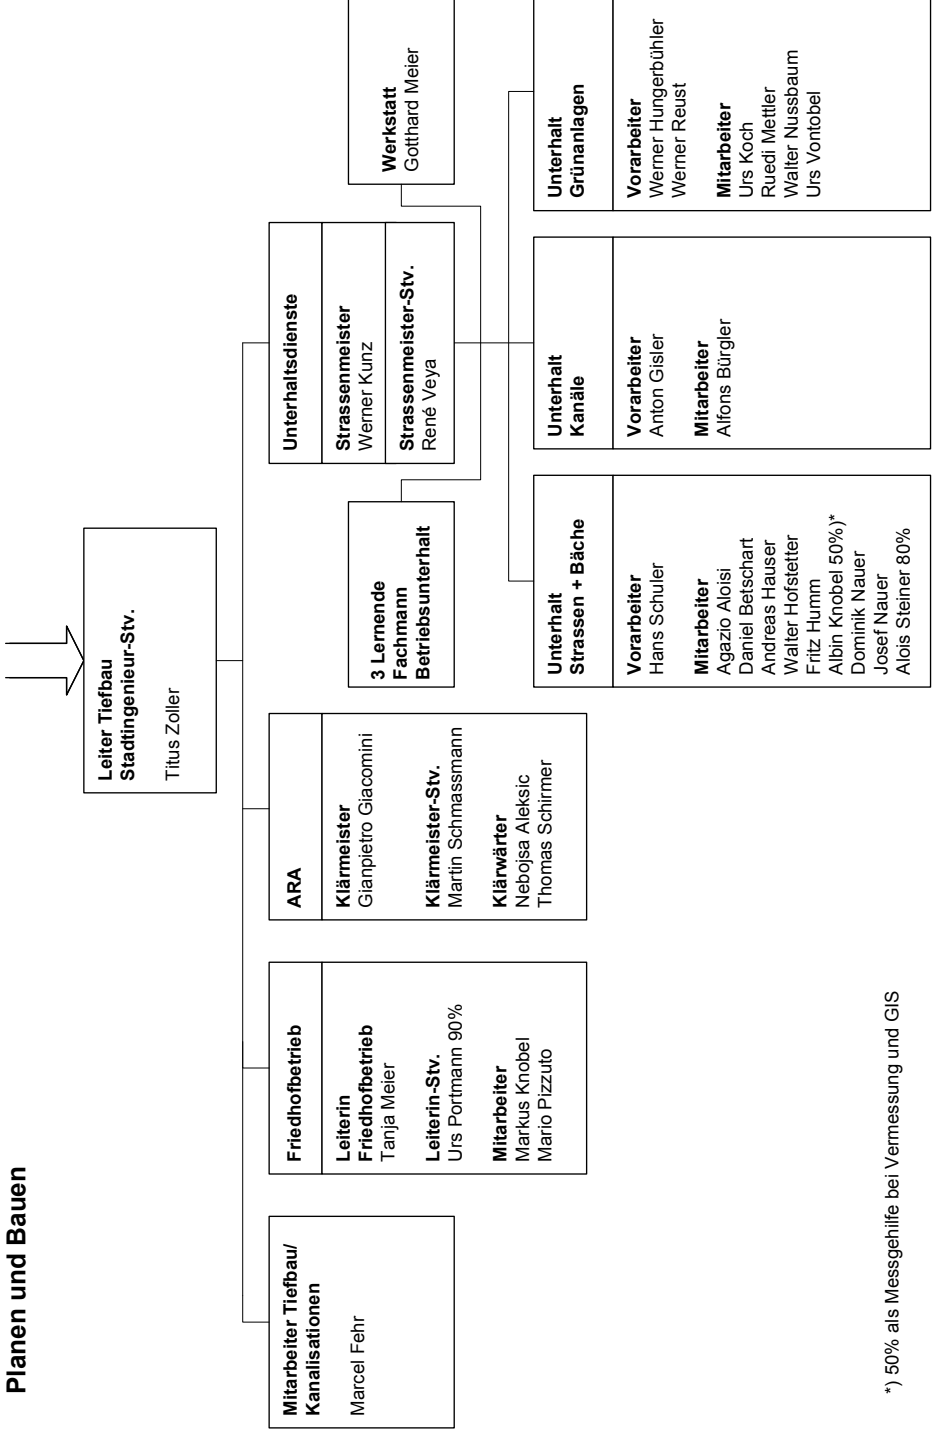 Planen und Bauen
Leiter Tiefbau
Stadtingenieur-Stv.
Titus Zoller
Mitarbeiter Tiefbau/
Kanalisationen
Marcel Fehr
Friedhofbetrieb
Leiterin
Friedhofbetrieb
Tanja Meier
Leiterin-Stv.
Urs Portmann 90%
Mitarbeiter
Markus Knobel
Mario Pizzuto
ARA
Klärmeister
Gianpietro Giacomini
Klärmeister-Stv.
Martin Schmassmann
Klärwärter
Nebojsa Aleksic
Thomas Schirmer
Unterhaltsdienste
Strassenmeister
Werner Kunz
Strassenmeister-Stv.
René Veya
3 Lernende
Fachmann
Betriebsunterhalt
Werkstatt
Gotthard Meier
Unterhalt
Strassen + Bäche
Vorarbeiter
Hans Schuler
Mitarbeiter
Agazio Aloisi
Daniel Betschart
Andreas Hauser
Walter Hofstetter
Fritz Humm
Albin Knobel 50%)*
Dominik Nauer
Josef Nauer
Alois Steiner 80%
Unterhalt
Kanäle
Vorarbeiter
Anton Gisler
Mitarbeiter
Alfons Bürgler
Unterhalt
Grünanlagen
Vorarbeiter
Werner Hungerbühler
Werner Reust
Mitarbeiter
Urs Koch
Ruedi Mettler
Walter Nussbaum
Urs Vontobel
*) 50% als Messgehilfe bei Vermessung und GIS